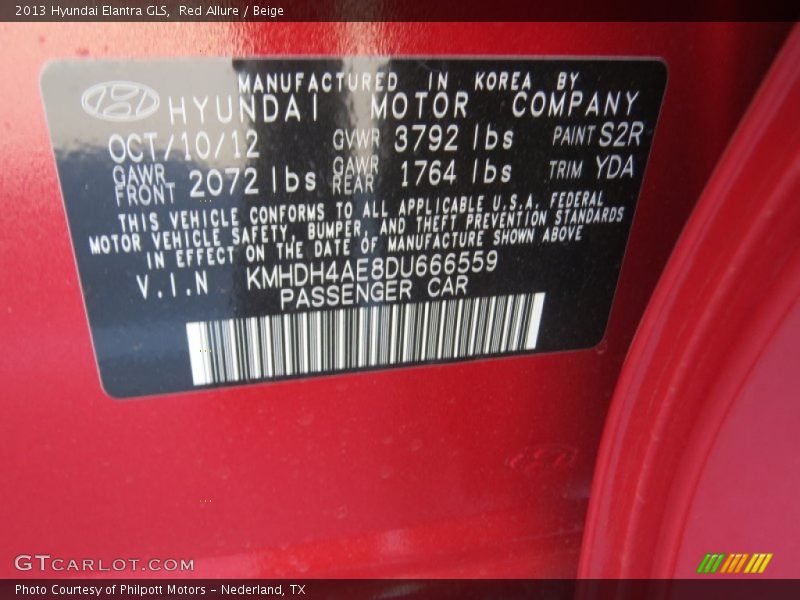 2013 Hyundai Elantra GLS, Red Allure / Beige
MANUFACTURED IN KOREA BY
HYUNDAI MOTOR COMPANY
OCT/10/12 GVWR 3792 lbs PAINT S2R
GAWR FRONT 2072 lbs GAWR REAR 1764 lbs TRIM YDA
THIS VEHICLE CONFORMS TO ALL APPLICABLE U.S.A. FEDERAL
MOTOR VEHICLE SAFETY, BUMPER, AND THEFT PREVENTION STANDARDS
IN EFFECT ON THE DATE OF MANUFACTURE SHOWN ABOVE
V.I.N KMHDH4AE8DU666559
PASSENGER CAR
GTCARLOT.COM
Photo Courtesy of Philpott Motors - Nederland, TX